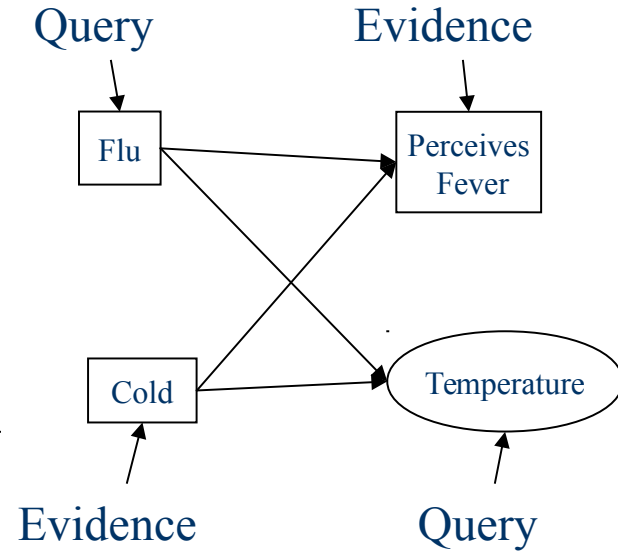 Query
Evidence
Flu
Perceives
Fever
Cold
Temperature
Evidence
Query